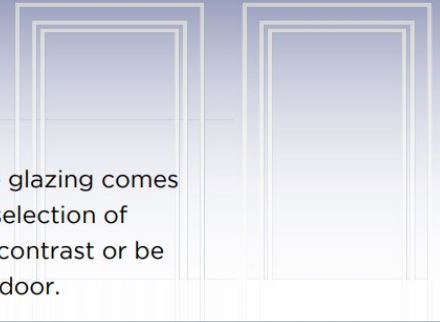 glazing comes
selection of
contrast or be
door.